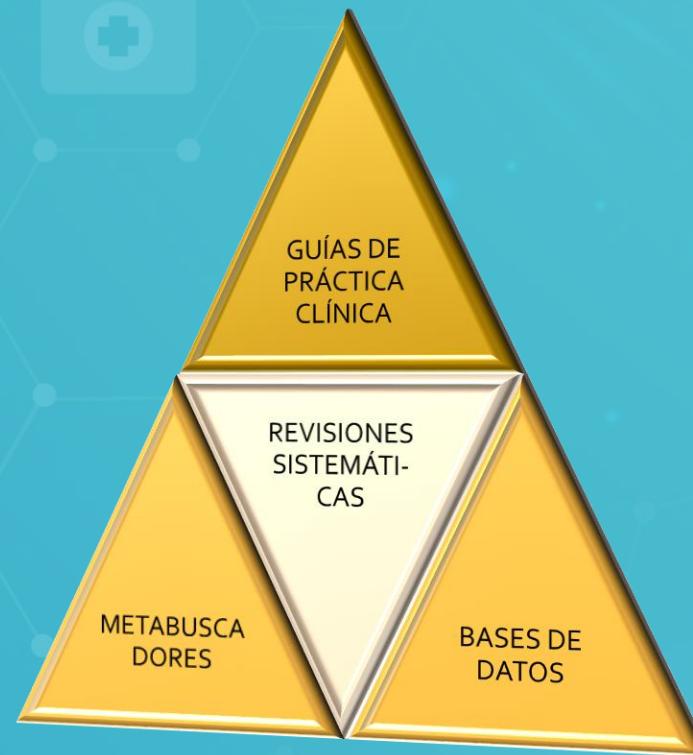 GUÍAS DE
PRÁCTICA
CLÍNICA
REVISIONES
SISTEMÁTI-
CAS
METABUSCA
DORES
BASES DE
DATOS